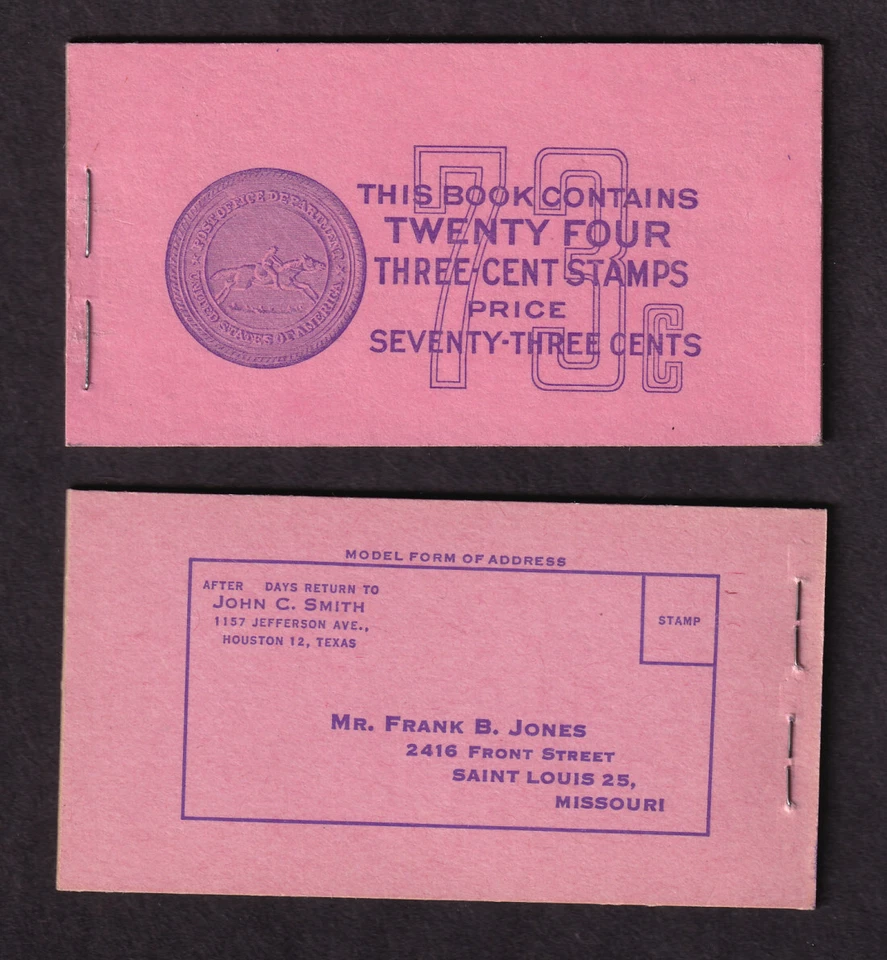 POST OFFICE DEPARTMENT
UNITED STATES OF AMERICA
73c
THIS BOOK CONTAINS
TWENTY FOUR
THREE-CENT STAMPS
PRICE
SEVENTY-THREE CENTS
MODEL FORM OF ADDRESS
AFTER DAYS RETURN TO
JOHN C. SMITH
1157 JEFFERSON AVE.,
HOUSTON 12, TEXAS
STAMP
MR. FRANK B. JONES
2416 FRONT STREET
SAINT LOUIS 25,
MISSOURI